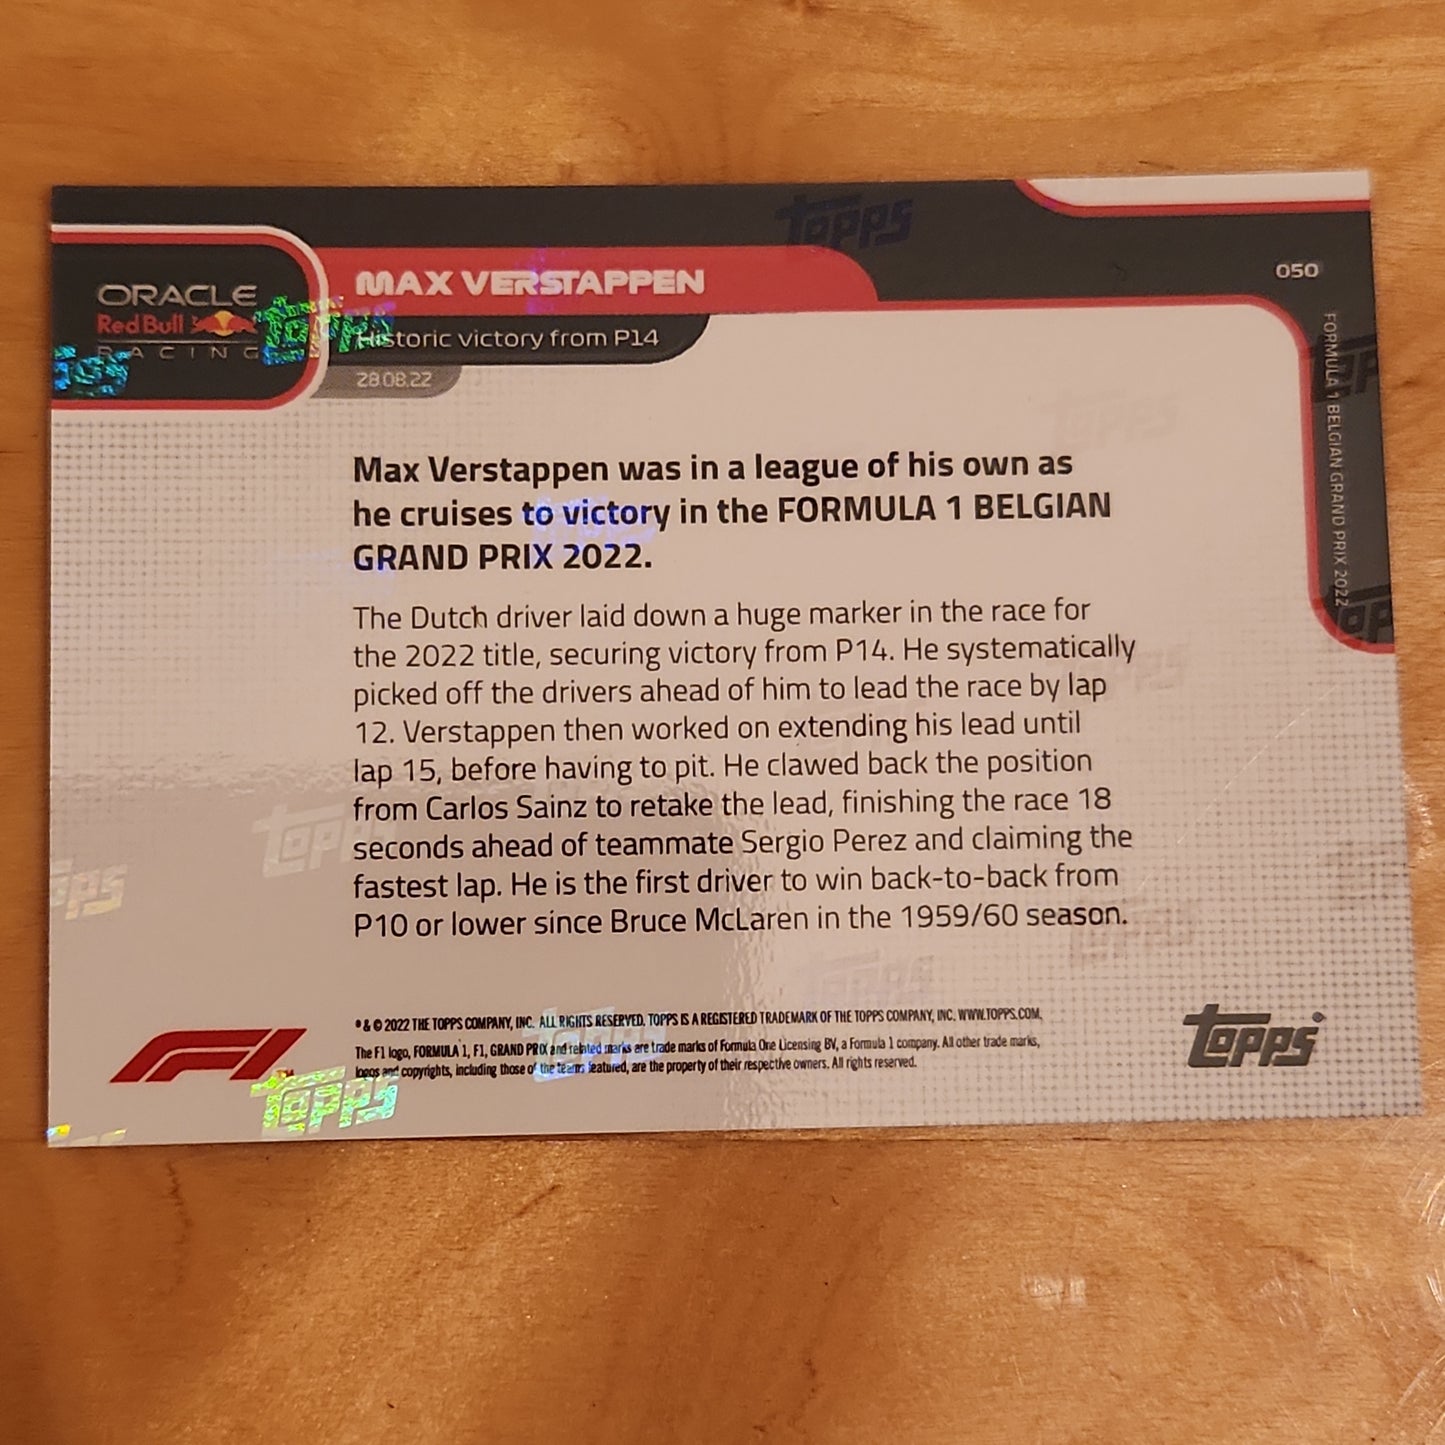 topps
050
ORACLE
Red Bull
RACING
MAX VERSTAPPEN
Historic victory from P14
28.08.22
FORMULA 1 BELGIAN GRAND PRIX 2022
Max Verstappen was in a league of his own as
he cruises to victory in the FORMULA 1 BELGIAN
GRAND PRIX 2022.
The Dutch driver laid down a huge marker in the race for
the 2022 title, securing victory from P14. He systematically
picked off the drivers ahead of him to lead the race by lap
12. Verstappen then worked on extending his lead until
lap 15, before having to pit. He clawed back the position
from Carlos Sainz to retake the lead, finishing the race 18
seconds ahead of teammate Sergio Perez and claiming the
fastest lap. He is the first driver to win back-to-back from
P10 or lower since Bruce McLaren in the 1959/60 season.
F1
® & © 2022 THE TOPPS COMPANY, INC. ALL RIGHTS RESERVED. TOPPS IS A REGISTERED TRADEMARK OF THE TOPPS COMPANY, INC. WWW.TOPPS.COM.
The F1 logo, FORMULA 1, F1, GRAND PRIX and related marks are trade marks of Formula One Licensing BV, a Formula 1 company. All other trade marks,
logos and copyrights, including those of the teams featured, are the property of their respective owners. All rights reserved.
topps®